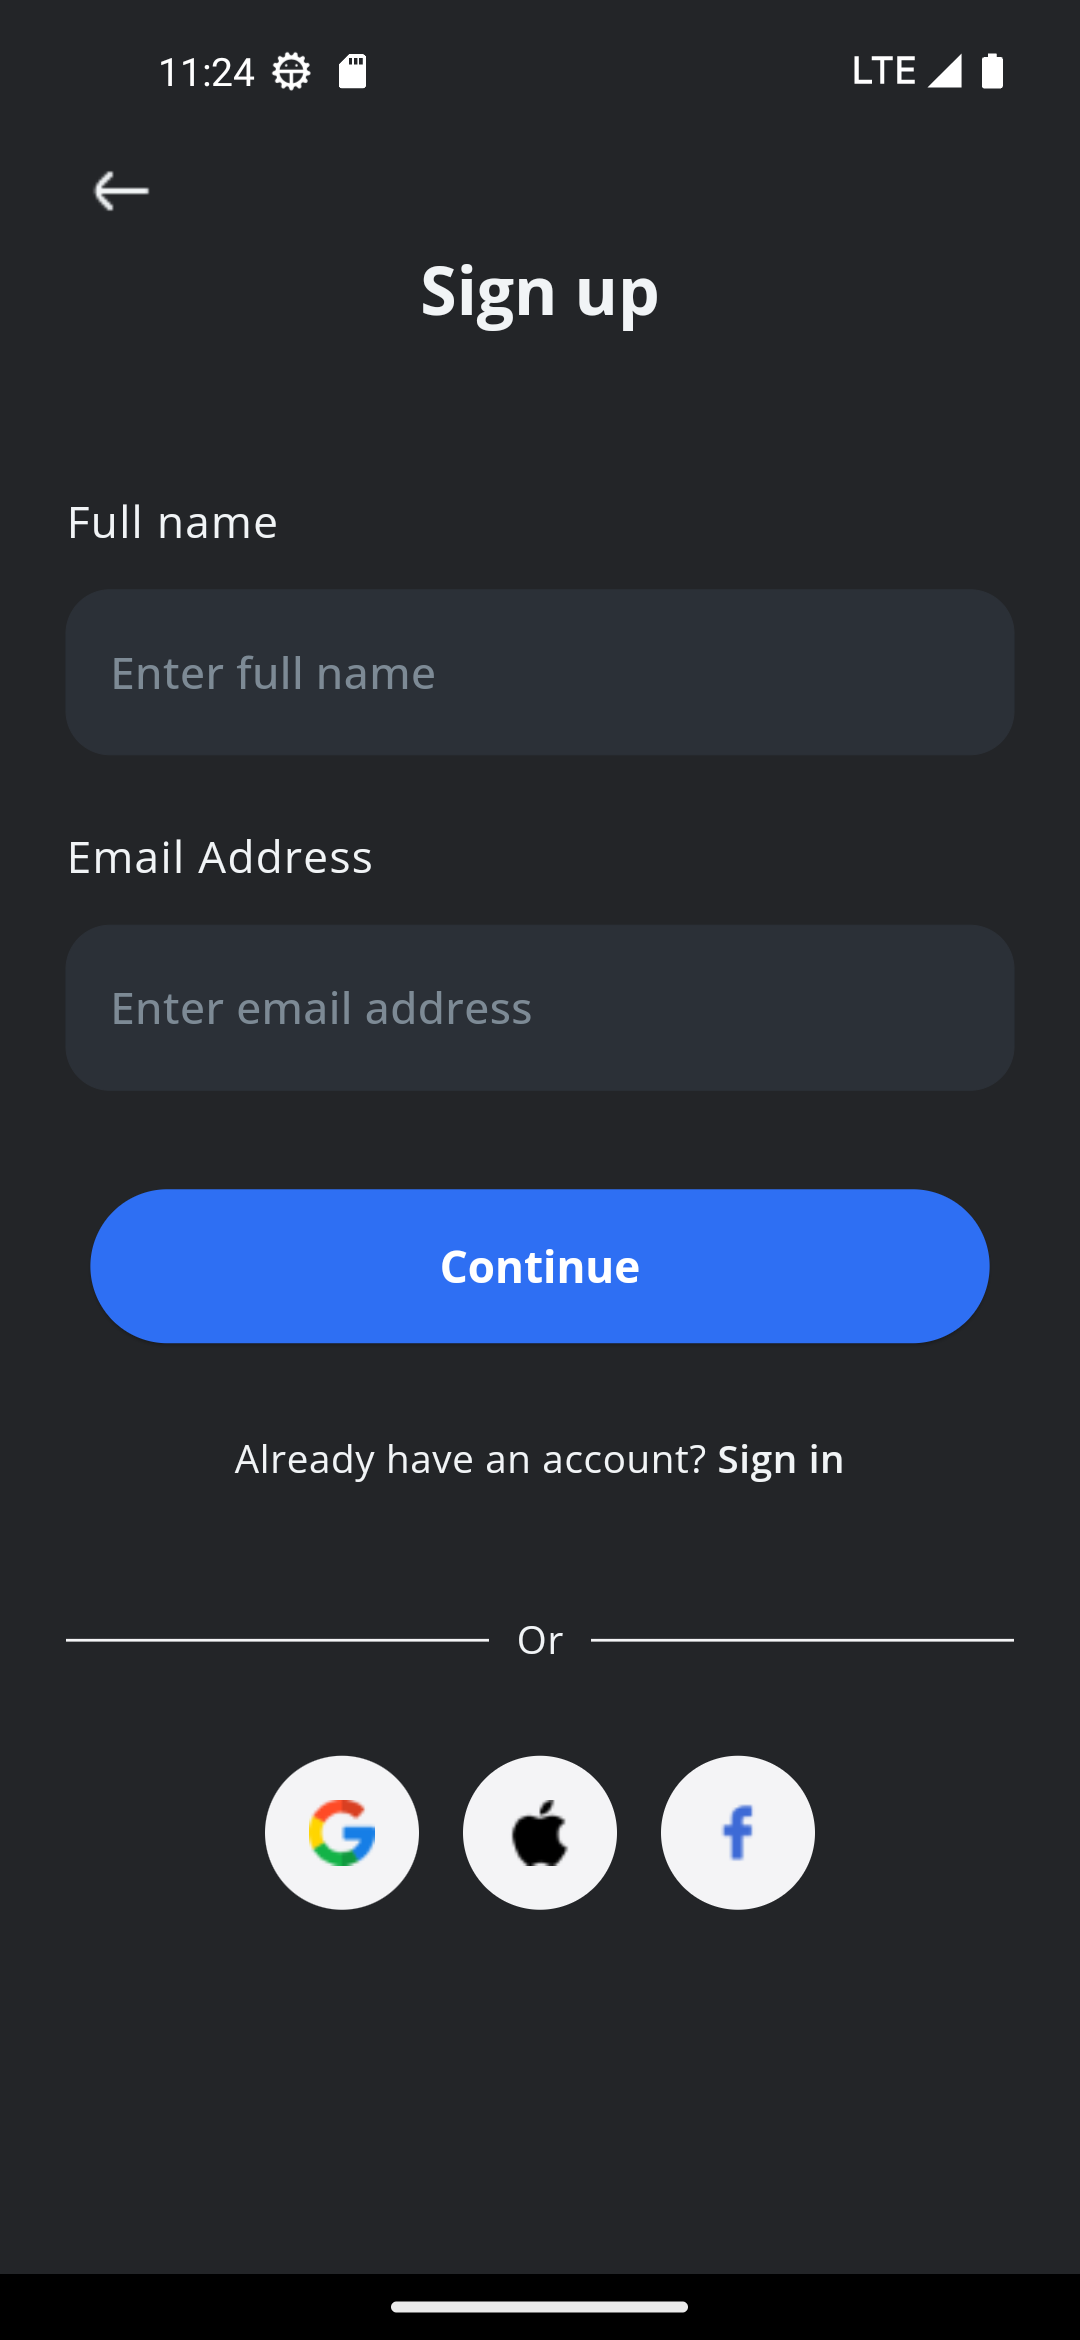 11:24 LTE
Sign up
Full name
Enter full name
Email Address
Enter email address
Continue
Already have an account? Sign in
Or